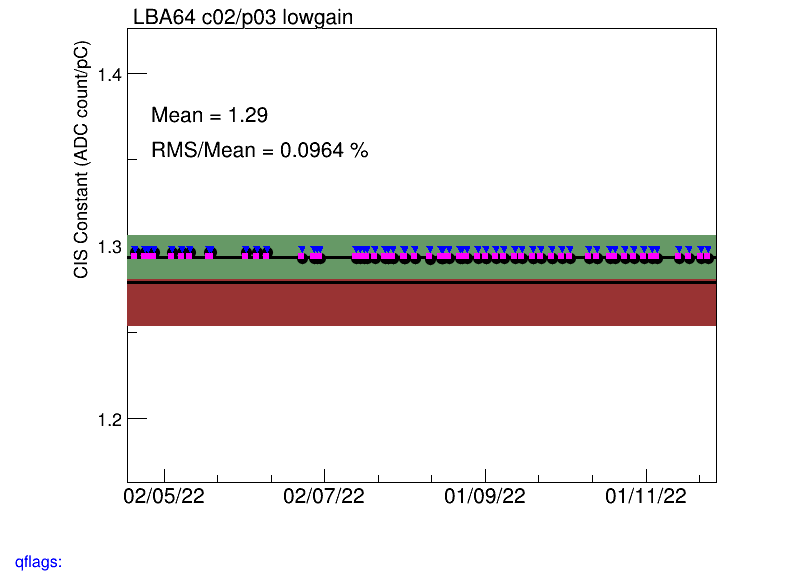 LBA64 c02/p03 lowgain
CIS Constant (ADC count/pC)
1.4
Mean = 1.29
RMS/Mean = 0.0964 %
1.3
1.2
02/05/22 02/07/22 01/09/22 01/11/22
qflags: